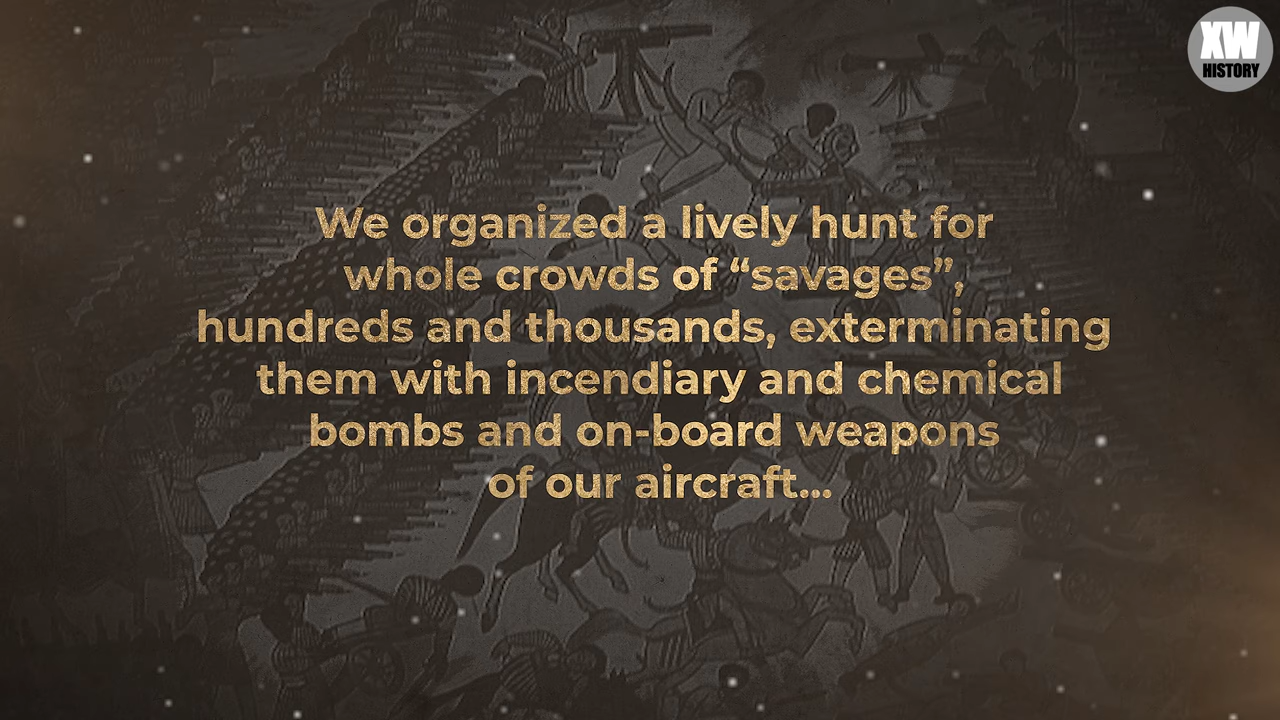 XW
HISTORY
We organized a lively hunt for
whole crowds of “savages”,
hundreds and thousands, exterminating
them with incendiary and chemical
bombs and on-board weapons
of our aircraft...